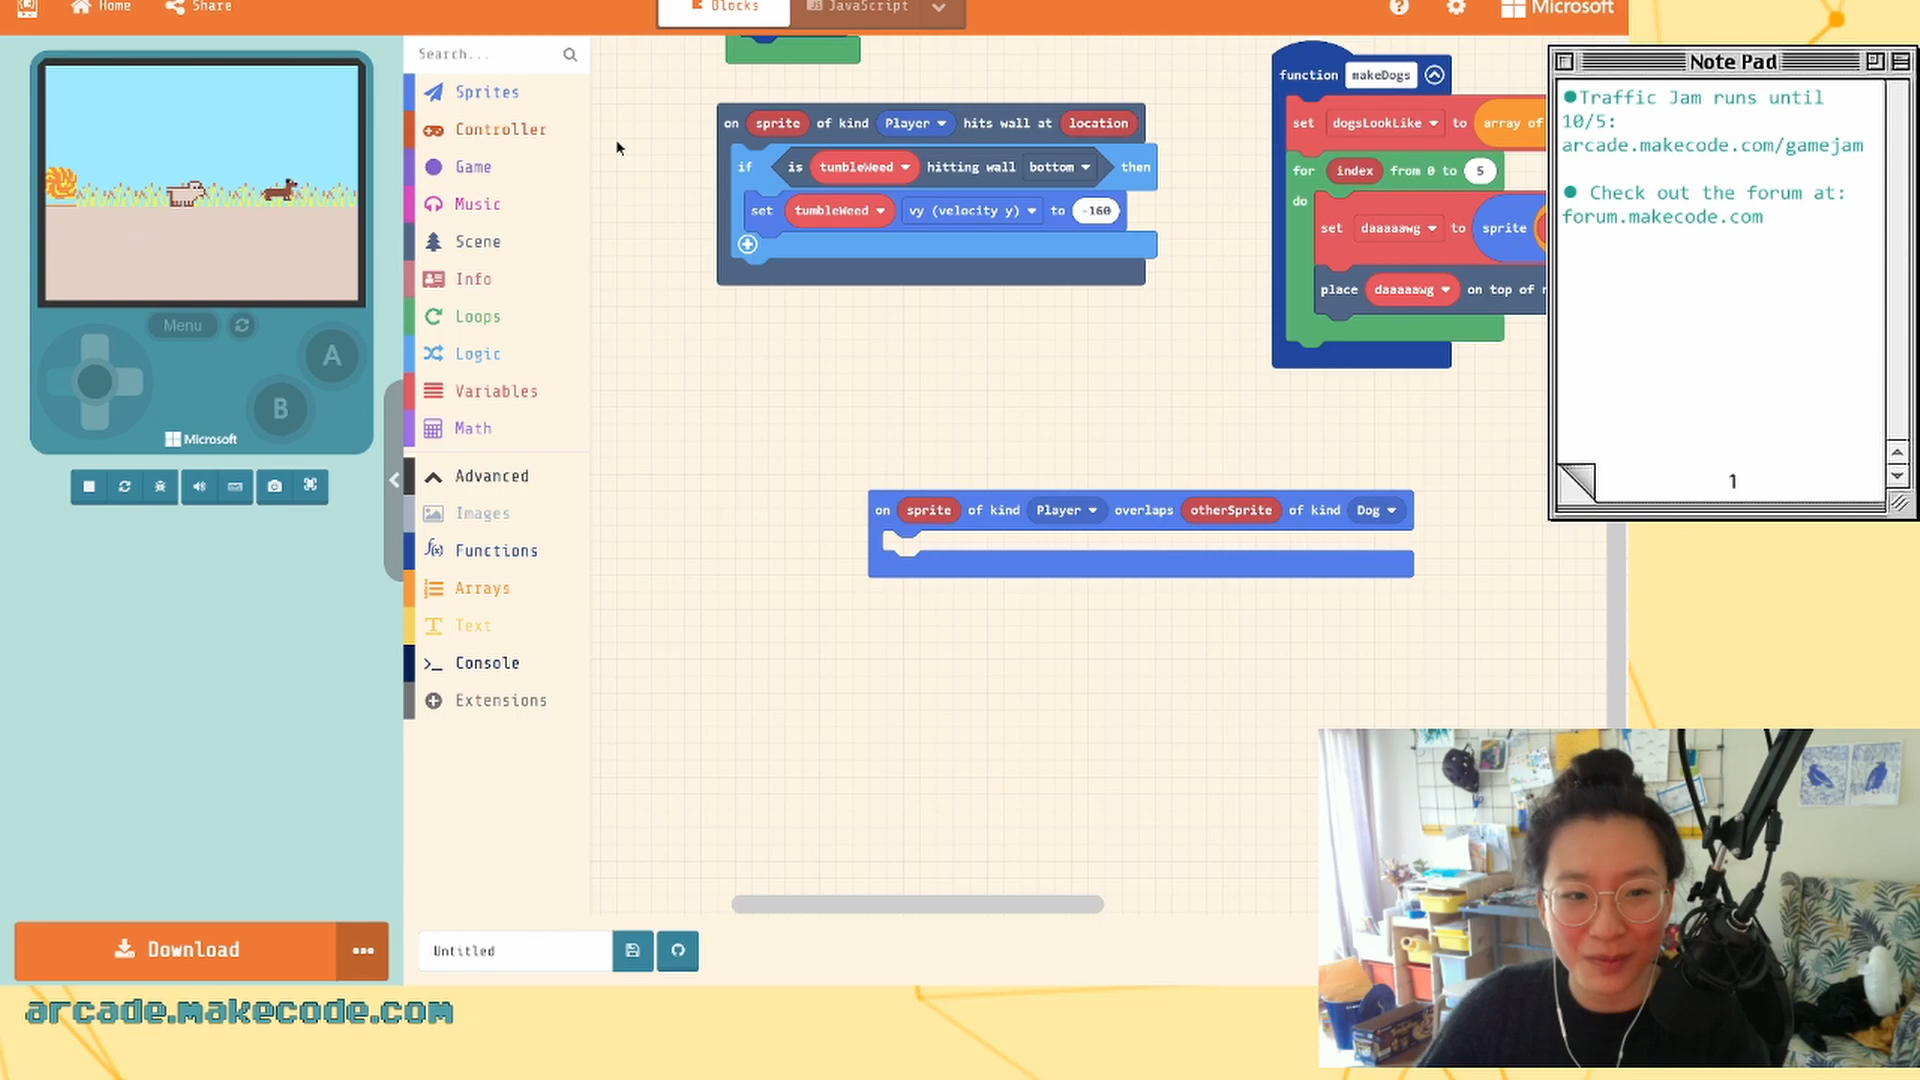 Home
Share
Blocks
JavaScript
Microsoft
Search...
Sprites
Controller
Game
Music
Scene
Info
Loops
Logic
Variables
Math
Advanced
Images
Functions
Arrays
Text
Console
Extensions
Menu
A
B
Microsoft
Download
Untitled
on sprite of kind Player hits wall at location
if is tumbleWeed hitting wall bottom then
set tumbleWeed vy (velocity y) to -160
function makeDogs
set dogsLookLike to array of
for index from 0 to 5
do
set daaaaawg to sprite
place daaaaawg on top of
on sprite of kind Player overlaps otherSprite of kind Dog
Note Pad
●Traffic Jam runs until
10/5:
arcade.makecode.com/gamejam
● Check out the forum at:
forum.makecode.com
1
arcade.makecode.com